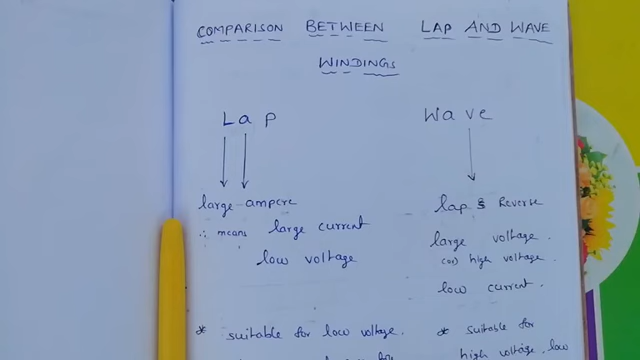 COMPARISON BETWEEN LAP AND WAVE
WINDINGS
Lap
large ampere
∴ means large current
low voltage
* suitable for low voltage.
Wave
lap Reverse
large voltage.
(or) high voltage
low current.
* suitable for
high voltage, low